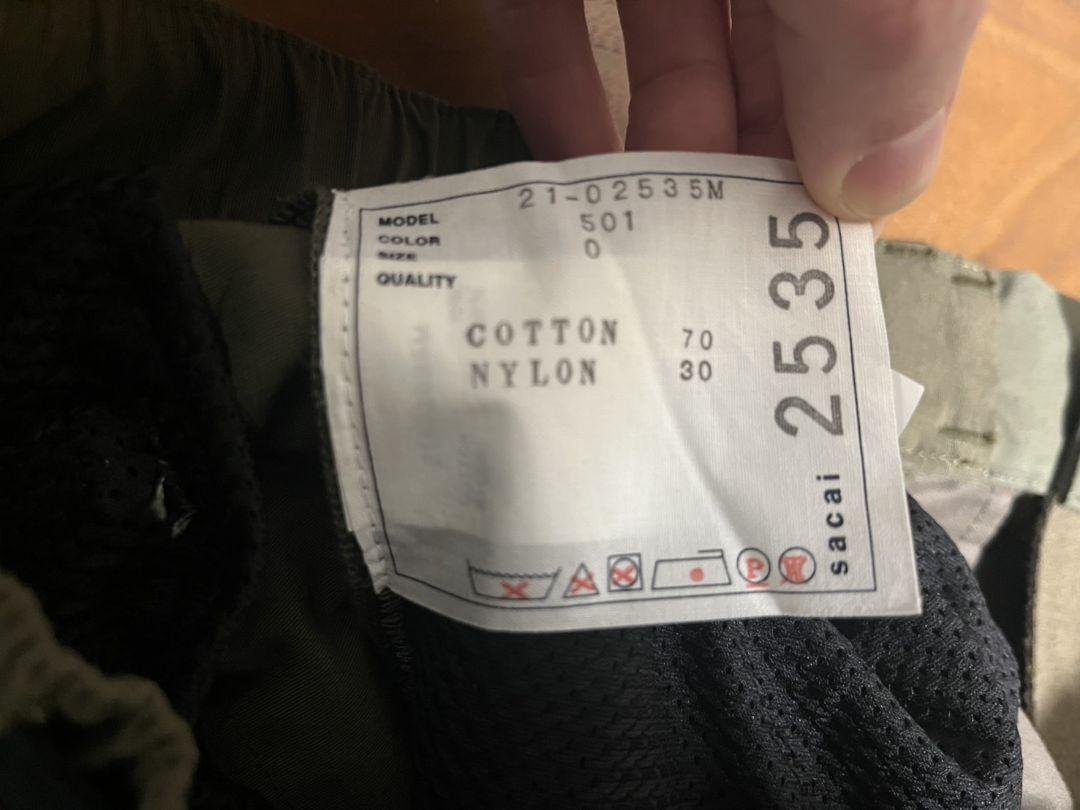 MODEL 21-02535M
COLOR 501
SIZE 0
QUALITY
COTTON 70
NYLON 30
P W
sacai 2535